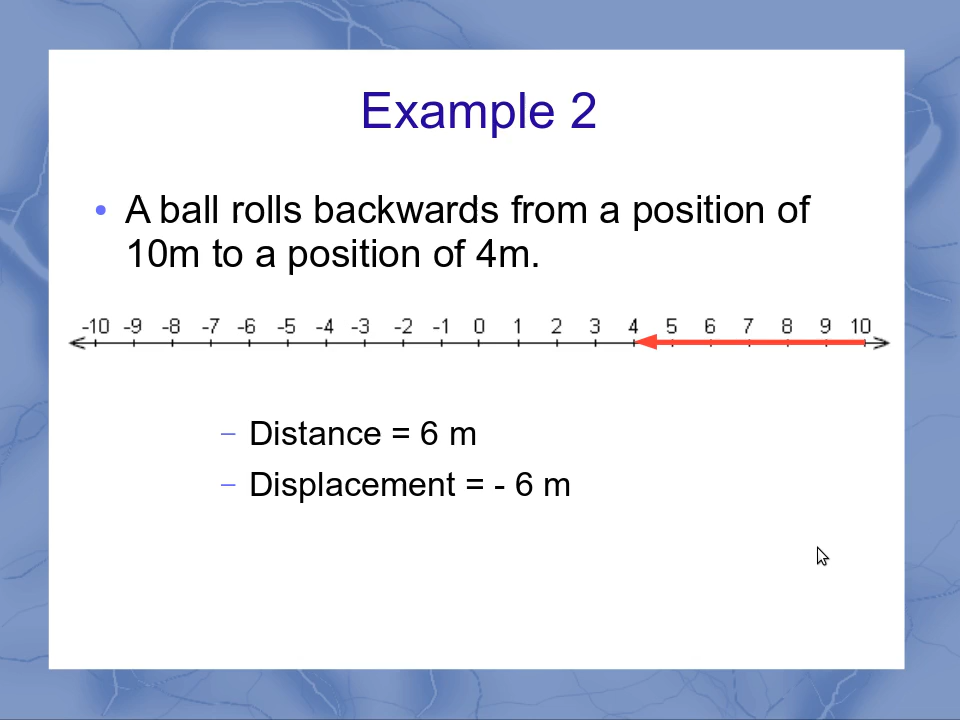 Example 2
• A ball rolls backwards from a position of
10m to a position of 4m.
-10 -9 -8 -7 -6 -5 -4 -3 -2 -1 0 1 2 3 4 5 6 7 8 9 10
– Distance = 6 m
– Displacement = - 6 m